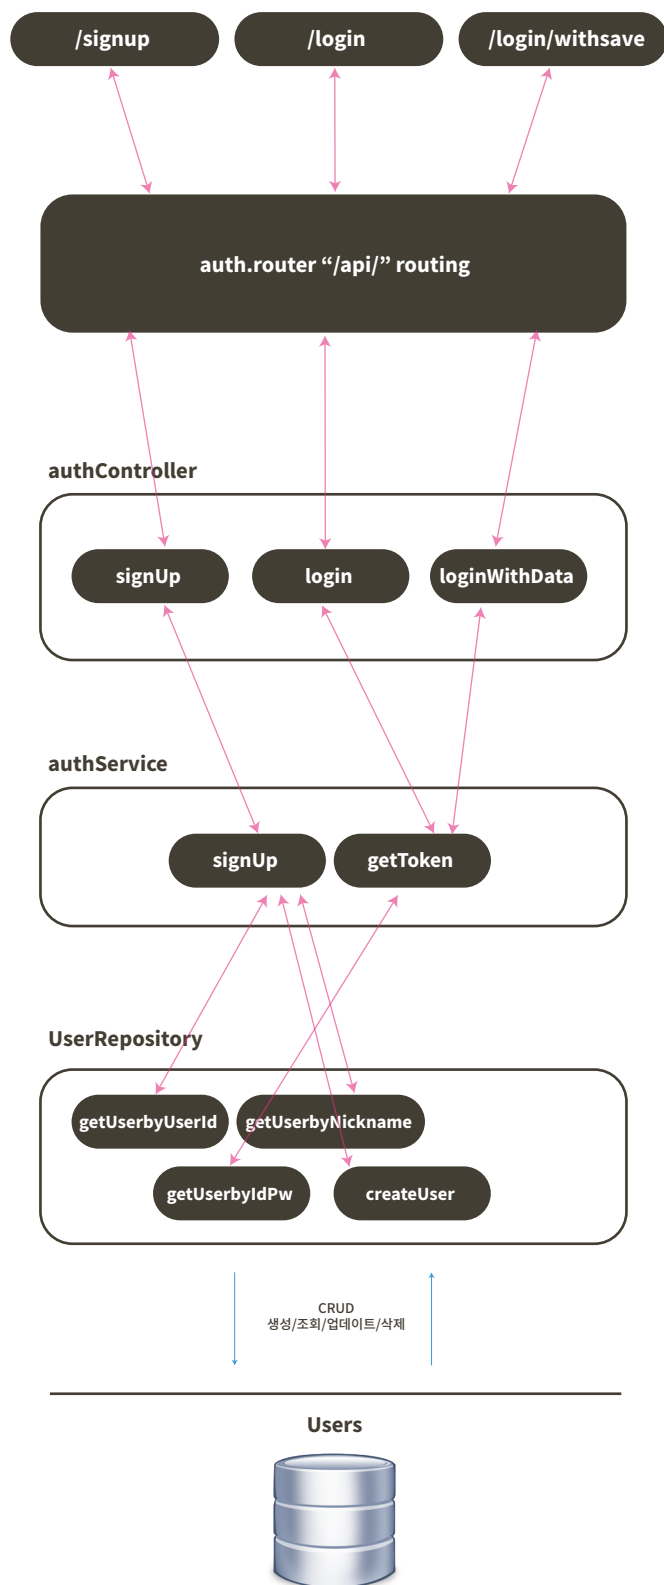 /signup
/login
/login/withsave
auth.router “/api/” routing
authController
signUp
login
loginWithData
authService
signUp
getToken
UserRepository
getUserbyUserId
getUserbyNickname
getUserbyIdPw
createUser
CRUD
생성/조회/업데이트/삭제
Users